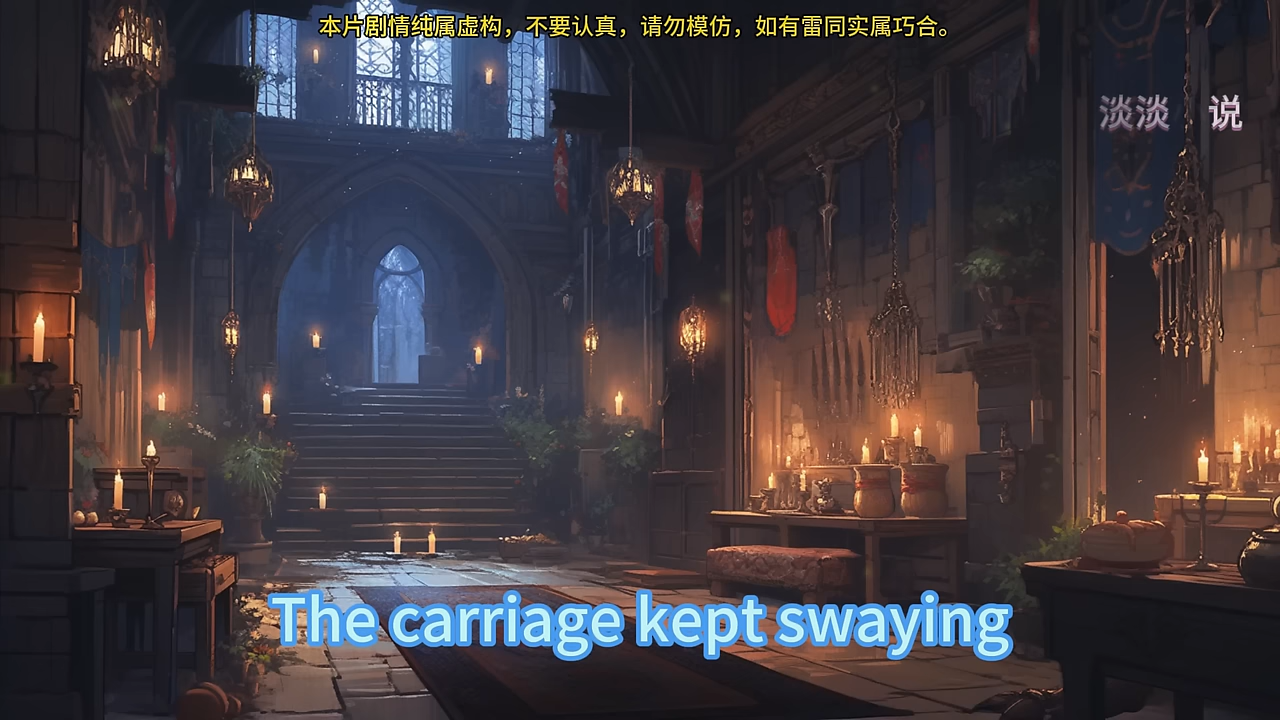 本片剧情纯属虚构，不要认真，请勿模仿，如有雷同实属巧合。
淡淡 说
The carriage kept swaying